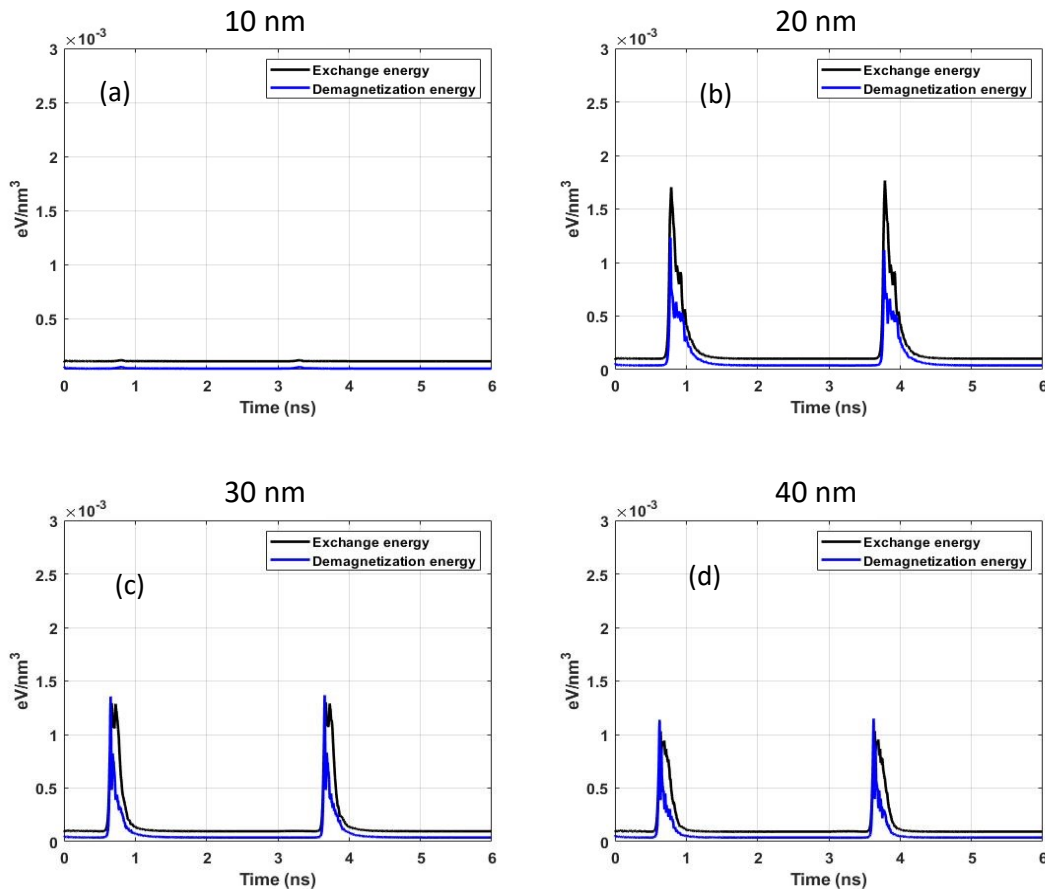 10 nm
×10⁻³
3
2.5
2
1.5
1
0.5
0
eV/nm³
(a)
Exchange energy
Demagnetization energy
0 1 2 3 4 5 6
Time (ns)
20 nm
×10⁻³
3
2.5
2
1.5
1
0.5
0
eV/nm³
(b)
Exchange energy
Demagnetization energy
0 1 2 3 4 5 6
Time (ns)
30 nm
×10⁻³
3
2.5
2
1.5
1
0.5
0
eV/nm³
(c)
Exchange energy
Demagnetization energy
0 1 2 3 4 5 6
Time (ns)
40 nm
×10⁻³
3
2.5
2
1.5
1
0.5
0
eV/nm³
(d)
Exchange energy
Demagnetization energy
0 1 2 3 4 5 6
Time (ns)